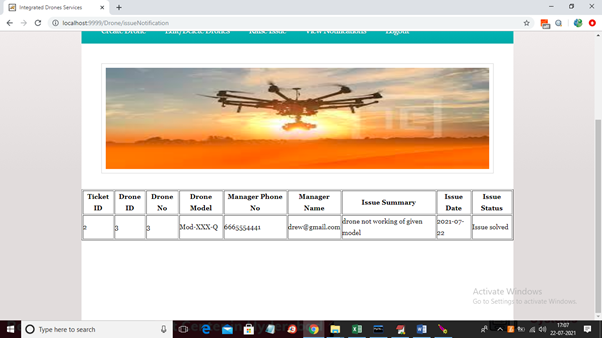 Integrated Drones Services
localhost:9999/Drone/issueNotification
Create Drone Edit/Delete Drones Raise Issue View Notifications Logout
Ticket ID Drone ID Drone No Drone Model Manager Phone No Manager Name Issue Summary Issue Date Issue Status
2 3 3 Mod-XXX-Q 6665554441 drew@gmail.com drone not working of given model 2021-07-22 Issue solved
Activate Windows
Go to Settings to activate Windows.
Type here to search
17:07
22-07-2021